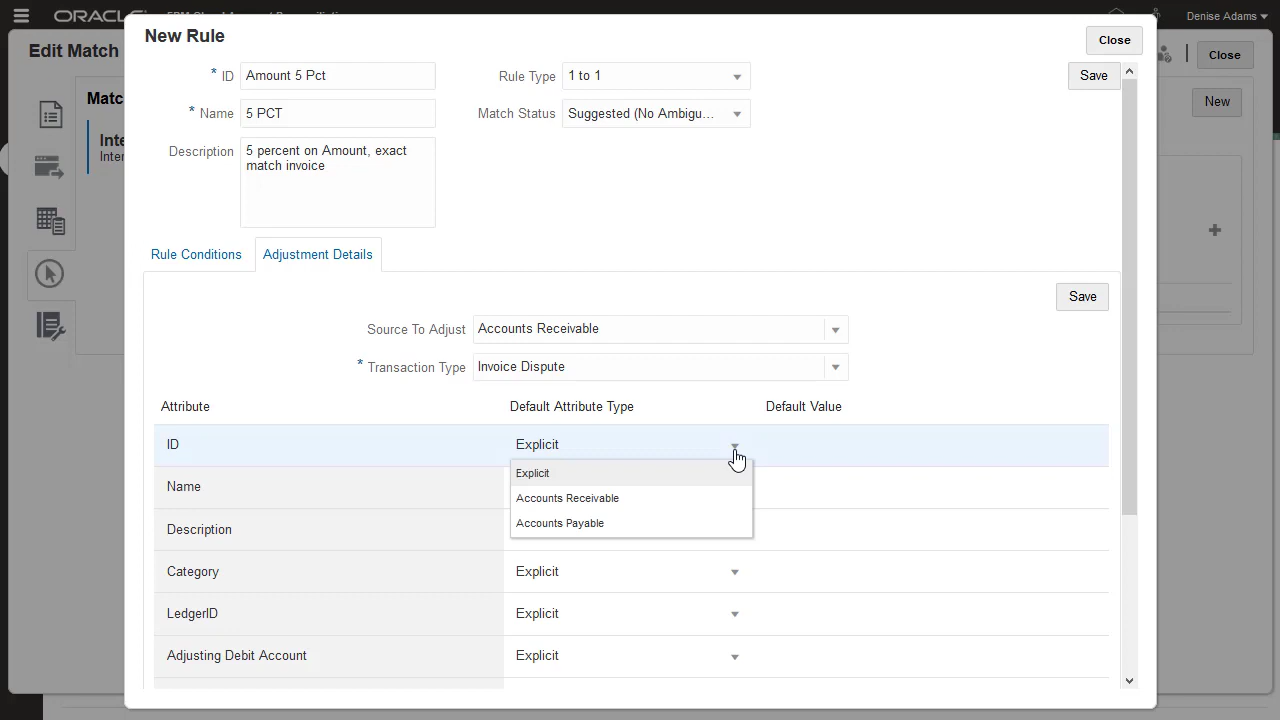 ORACLE
Denise Adams
Edit Match
Close
Matc
New
Inte
Inter
New Rule
Close
* ID Amount 5 Pct
Rule Type 1 to 1
Save
* Name 5 PCT
Match Status Suggested (No Ambigu...
Description 5 percent on Amount, exact
match invoice
Rule Conditions Adjustment Details
Save
Source To Adjust Accounts Receivable
* Transaction Type Invoice Dispute
Attribute Default Attribute Type Default Value
ID Explicit
Explicit
Accounts Receivable
Accounts Payable
Name
Description
Category Explicit
LedgerID Explicit
Adjusting Debit Account Explicit